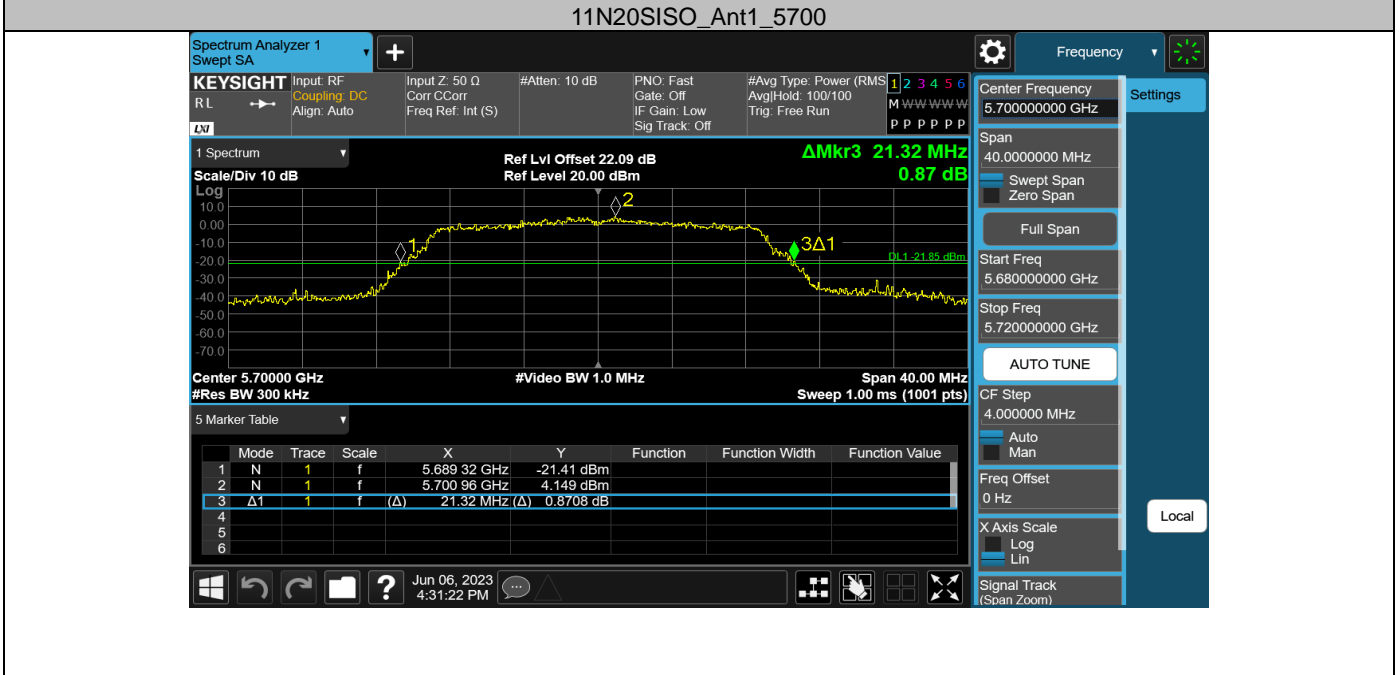 11N20SISO_Ant1_5700
Spectrum Analyzer 1
Swept SA
Frequency
KEYSIGHT
R L
LXI
Input: RF
Coupling: DC
Align: Auto
Input Z: 50 Ω
Corr CCorr
Freq Ref: Int (S)
#Atten: 10 dB
PNO: Fast
Gate: Off
IF Gain: Low
Sig Track: Off
#Avg Type: Power (RMS
Avg|Hold: 100/100
Trig: Free Run
1 2 3 4 5 6
M W W W W W
P P P P P P
1 Spectrum
Scale/Div 10 dB
Ref Lvl Offset 22.09 dB
Ref Level 20.00 dBm
ΔMkr3 21.32 MHz
0.87 dB
Log
10.0
0.00
-10.0
-20.0
-30.0
-40.0
-50.0
-60.0
-70.0
1
2
3Δ1
DL1 -21.85 dBm
Center 5.70000 GHz
#Video BW 1.0 MHz
Span 40.00 MHz
#Res BW 300 kHz
Sweep 1.00 ms (1001 pts)
5 Marker Table
Mode Trace Scale X Y Function Function Width Function Value
1 N 1 f 5.689 32 GHz -21.41 dBm
2 N 1 f 5.700 96 GHz 4.149 dBm
3 Δ1 1 f (Δ) 21.32 MHz (Δ) 0.8708 dB
4
5
6
?
Jun 06, 2023
4:31:22 PM
Center Frequency
5.700000000 GHz
Settings
Span
40.0000000 MHz
Swept Span
Zero Span
Full Span
Start Freq
5.680000000 GHz
Stop Freq
5.720000000 GHz
AUTO TUNE
CF Step
4.000000 MHz
Auto
Man
Freq Offset
0 Hz
Local
X Axis Scale
Log
Lin
Signal Track
(Span Zoom)